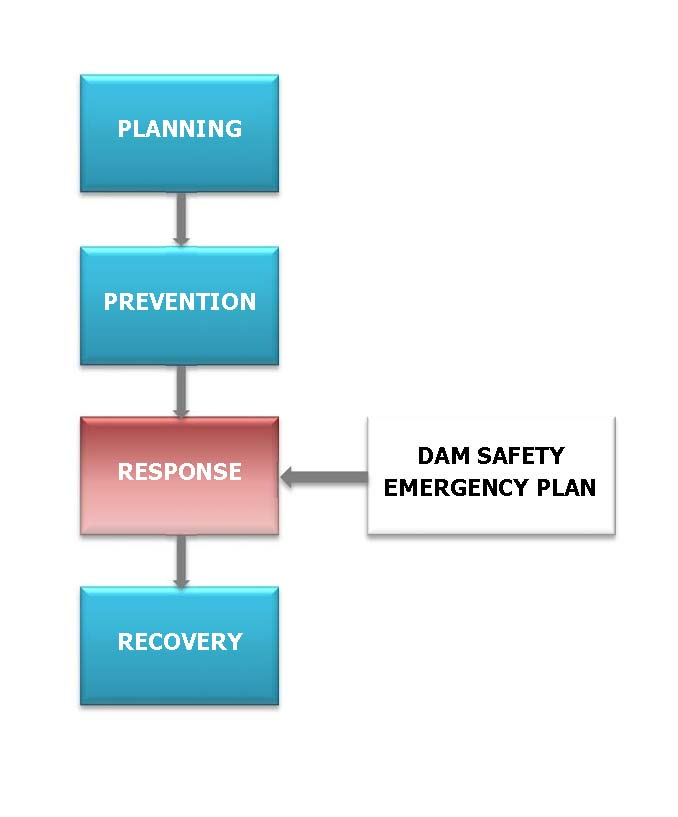 PLANNING
PREVENTION
RESPONSE
DAM SAFETY
EMERGENCY PLAN
RECOVERY